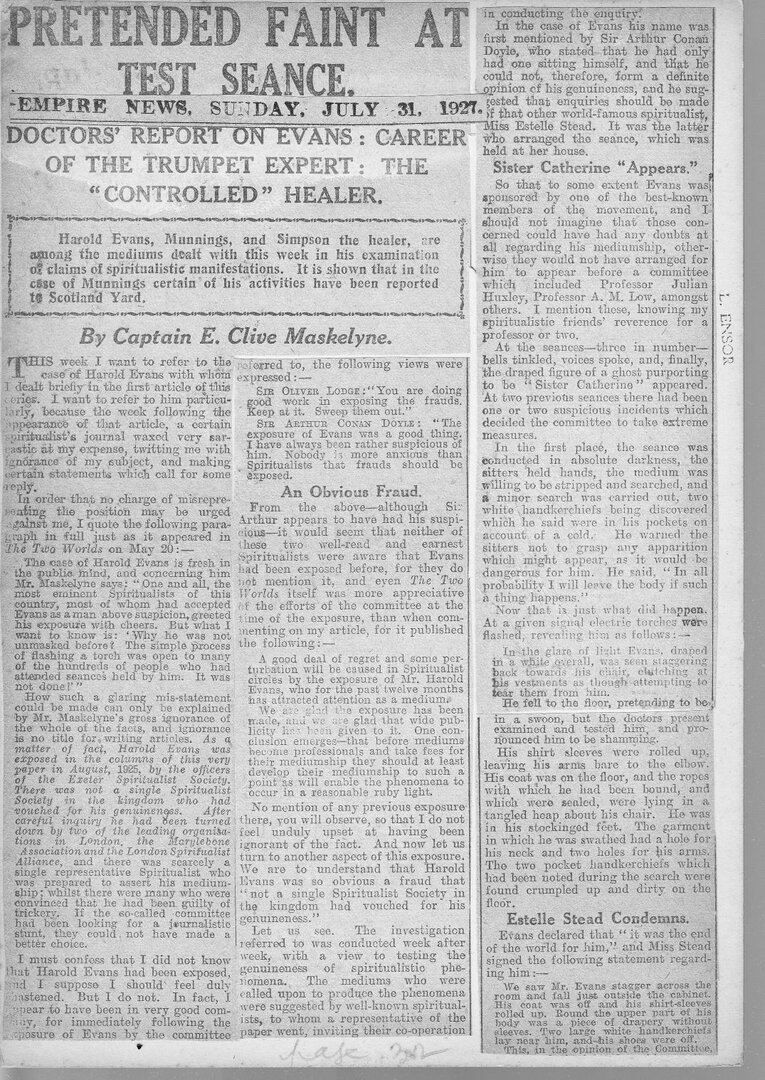 PRETENDED FAINT AT
TEST SEANCE.
-EMPIRE NEWS, SUNDAY, JULY 31, 1927.
DOCTORS' REPORT ON EVANS: CAREER
OF THE TRUMPET EXPERT: THE
"CONTROLLED" HEALER.
Harold Evans, Munnings, and Simpson the healer, are
among the mediums dealt with this week in his examination
of claims of spiritualistic manifestations. It is shown that in the
case of Munnings certain of his activities have been reported
to Scotland Yard.
By Captain E. Clive Maskelyne.
THIS week I want to refer to the
case of Harold Evans with whom
I dealt briefly in the first article of this
series. I want to refer to him particu-
larly, because the week following the
appearance of that article, a certain
spiritualist's journal waxed very sar-
castic at my expense, twitting me with
ignorance of my subject, and making
certain statements which call for some
reply.
In order that no charge of misrepre-
senting the position may be urged
against me, I quote the following para-
graph in full just as it appeared in
The Two Worlds on May 20:—
The case of Harold Evans is fresh in
the public mind, and concerning him
Mr. Maskelyne says: "One and all, the
most eminent Spiritualists of this
country, most of whom had accepted
Evans as a man above suspicion, greeted
his exposure with cheers. But what I
want to know is: 'Why he was not
unmasked before? The simple process
of flashing a torch was open to many
of the hundreds of people who had
attended seances held by him. It was
not done!'"
How such a glaring mis-statement
could be made can only be explained
by Mr. Maskelyne's gross ignorance of
the whole of the facts, and ignorance
is no title for writing articles. As a
matter of fact, Harold Evans was
exposed in the columns of this very
paper in August, 1925, by the officers
of the Exeter Spiritualist Society.
There was not a single Spiritualist
Society in the kingdom who had
vouched for his genuineness. After
careful inquiry he had been turned
down by two of the leading organisa-
tions in London, the Marylebone
Association and the London Spiritualist
Alliance, and there was scarcely a
single representative Spiritualist who
was prepared to assert his medium-
ship; whilst there were many who were
convinced that he had been guilty of
trickery. If the so-called committee
had been looking for a journalistic
stunt, they could not have made a
better choice.
I must confess that I did not know
that Harold Evans had been exposed,
and I suppose I should feel duly
chastened. But I do not. In fact, I
appear to have been in very good com-
pany, for immediately following the
exposure of Evans by the committee
referred to, the following views were
expressed:—
SIR OLIVER LODGE: "You are doing
good work in exposing the frauds.
Keep at it. Sweep them out."
SIR ARTHUR CONAN DOYLE: "The
exposure of Evans was a good thing.
I have always been rather suspicious of
him. Nobody is more anxious than
Spiritualists that frauds should be
exposed.
An Obvious Fraud.
From the above—although Sir
Arthur appears to have had his suspi-
cions—it would seem that neither of
these two well-read and earnest
Spiritualists were aware that Evans
had been exposed before, for they do
not mention it, and even The Two
Worlds itself was more appreciative
of the efforts of the committee at the
time of the exposure, than when com-
menting on my article, for it published
the following:—
A good deal of regret and some per-
turbation will be caused in Spiritualist
circles by the exposure of Mr. Harold
Evans, who for the past twelve months
has attracted attention as a medium.
We are glad the exposure has been
made, and we are glad that wide pub-
licity has been given to it. One con-
clusion emerges—that before mediums
become professionals and take fees for
their mediumship they should at least
develop their mediumship to such a
point as will enable the phenomena to
occur in a reasonable ruby light.
No mention of any previous exposure
there, you will observe, so that I do not
feel unduly upset at having been
ignorant of the fact. And now let us
turn to another aspect of this exposure.
We are to understand that Harold
Evans was so obvious a fraud that
"not a single Spiritualist Society in
the kingdom had vouched for his
genuineness."
Let us see. The investigation
referred to was conducted week after
week, with a view to testing the
genuineness of spiritualistic phe-
nomena. The mediums who were
called upon to produce the phenomena
were suggested by well-known spiritual-
ists, to whom a representative of the
paper went, inviting their co-operation
in conducting the enquiry.
In the case of Evans his name was
first mentioned by Sir Arthur Conan
Doyle, who stated that he had only
had one sitting himself, and that he
could not, therefore, form a definite
opinion of his genuineness, and he sug-
gested that enquiries should be made
if that other world-famous spiritualist,
Miss Estelle Stead. It was the latter
who arranged the seance, which was
held at her house.
Sister Catherine "Appears."
So that to some extent Evans was
sponsored by one of the best-known
members of the movement, and I
should not imagine that those con-
cerned could have had any doubts at
all regarding his mediumship, other-
wise they would not have arranged for
him to appear before a committee
which included Professor Julian
Huxley, Professor A. M. Low, amongst
others. I mention these, knowing my
spiritualistic friends' reverence for a
professor or two.
At the seances—three in number—
bells tinkled, voices spoke, and, finally,
the draped figure of a ghost purporting
to be "Sister Catherine" appeared.
At two previous seances there had been
one or two suspicious incidents which
decided the committee to take extreme
measures.
In the first place, the seance was
conducted in absolute darkness, the
sitters held hands, the medium was
willing to be stripped and searched, and
a minor search was carried out, two
white handkerchiefs being discovered
which he said were in his pockets on
account of a cold. He warned the
sitters not to grasp any apparition
which might appear, as it would be
dangerous for him. He said, "In all
probability I will leave the body if such
a thing happens."
Now that is just what did happen.
At a given signal electric torches were
flashed, revealing him as follows:—
In the glare of light Evans, draped
in a white overall, was seen staggering
back towards his chair, clutching at
his vestments as though attempting to
tear them from him.
He fell to the floor, pretending to be
in a swoon, but the doctors present
examined and tested him, and pro-
nounced him to be shamming.
His shirt sleeves were rolled up,
leaving his arms bare to the elbow.
His coat was on the floor, and the ropes
with which he had been bound, and
which were sealed, were lying in a
tangled heap about his chair. He was
in his stockinged feet. The garment
in which he was swathed had a hole for
his neck and two holes for his arms.
The two pocket handkerchiefs which
had been noted during the search were
found crumpled up and dirty on the
floor.
Estelle Stead Condemns.
Evans declared that "it was the end
of the world for him," and Miss Stead
signed the following statement regard-
ing him:—
We saw Mr. Evans stagger across the
room and fall just outside the cabinet.
His coat was off and his shirt-sleeves
rolled up. Round the upper part of his
body was a piece of drapery without
sleeves. Two large white handkerchiefs
lay near him, and his shoes were off.
This, in the opinion of the Committee,
L. ENSOR